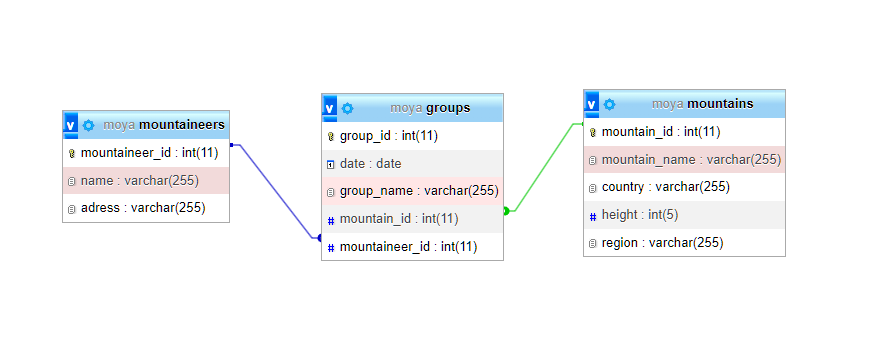 moya mountaineers
mountaineer_id : int(11)
name : varchar(255)
adress : varchar(255)
v moya groups
group_id : int(11)
date : date
group_name : varchar(255)
# mountain_id : int(11)
# mountaineer_id : int(11)
v moya mountains
mountain_id : int(11)
mountain_name : varchar(255)
country : varchar(255)
# height : int(5)
region : varchar(255)